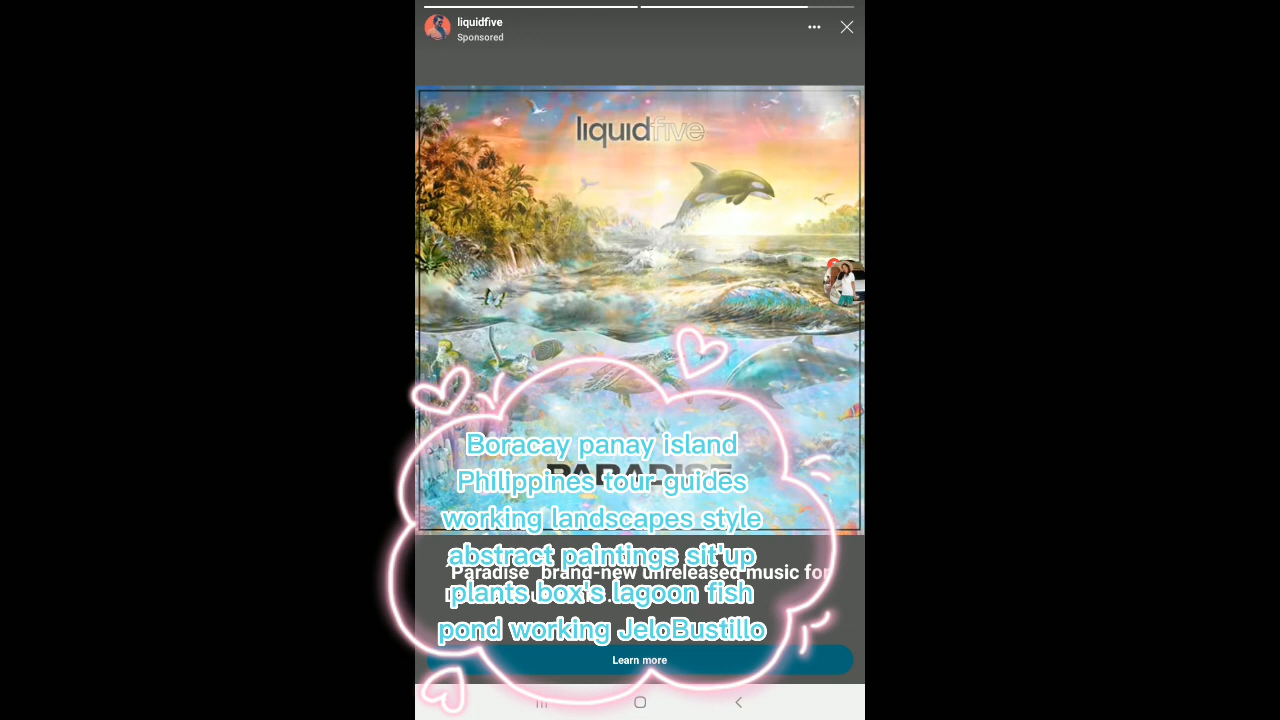 liquidfive
Sponsored
liquidfive
PARADISE
Boracay panay island
Philippines tour guides
working landscapes style
abstract paintings sit'up
plants box's lagoon fish
pond working JeloBustillo
"Paradise" brand-new unreleased music for
Learn more